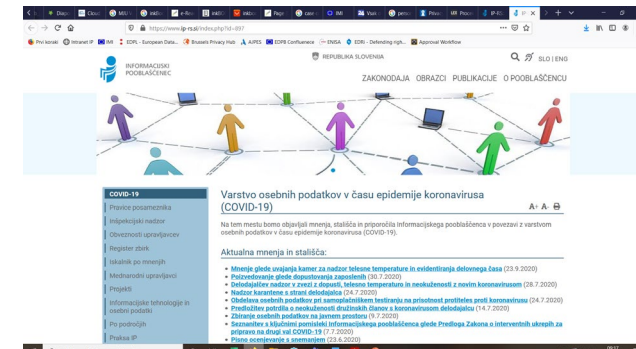 https://www.ip-rs.si/index.php?id=697
Prvi koraki
Intranet IP
IMI
EDPL - European Data...
Brussels Privacy Hub
AJPES
EDPB Confluence
ENISA
EDRi - Defending righ...
Approval Workflow
REPUBLIKA SLOVENIJA
SLO | ENG
INFORMACIJSKI
POOBLAŠČENEC
ZAKONODAJA OBRAZCI PUBLIKACIJE O POOBLAŠČENCU
COVID-19
Pravice posameznika
Inšpekcijski nadzor
Obveznosti upravljavcev
Register zbirk
Iskalnik po mnenjih
Mednarodni upravljavci
Projekti
Informacijske tehnologije in
osebni podatki
Po področjih
Praksa IP
Varstvo osebnih podatkov v času epidemije koronavirusa
(COVID-19)
A+ A-
Na tem mestu bomo objavljali mnenja, stališča in priporočila Informacijskega pooblaščenca v povezavi z varstvom
osebnih podatkov v času epidemije koronavirusa (COVID-19).
Aktualna mnenja in stališča:
Mnenje glede uvajanja kamer za nadzor telesne temperature in evidentiranja delovnega časa (23.9.2020)
Poizvedovanje glede dopustovanja zaposlenih (30.7.2020)
Delodajalčev nadzor v zvezi z dopusti, telesno temperaturo in neokuženosti z novim koronavirusom (28.7.2020)
Nadzor karantene s strani delodajalca (24.7.2020)
Obdelava osebnih podatkov pri samoplačniškem testiranju na prisotnost protiteles proti koronavirusu (24.7.2020)
Predložitev potrdila o neokuženosti družinskih članov s koronavirusom delodajalcu (14.7.2020)
Zbiranje osebnih podatkov na javnem prostoru (9.7.2020)
Seznanitev s ključnimi pomisleki Informacijskega pooblaščenca glede Predloga Zakona o interventnih ukrepih za
pripravo na drugi val COVID-19 (7.7.2020)
Pisno ocenjevanje s snemanjem (23.6.2020)
09:17